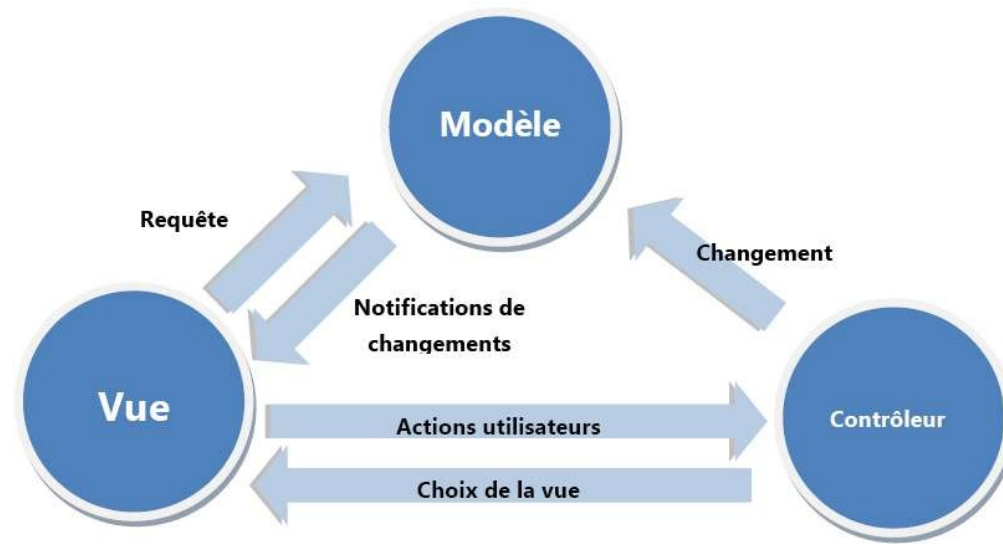 Modèle
Requête
Changement
Notifications de
changements
Vue
Actions utilisateurs
Contrôleur
Choix de la vue